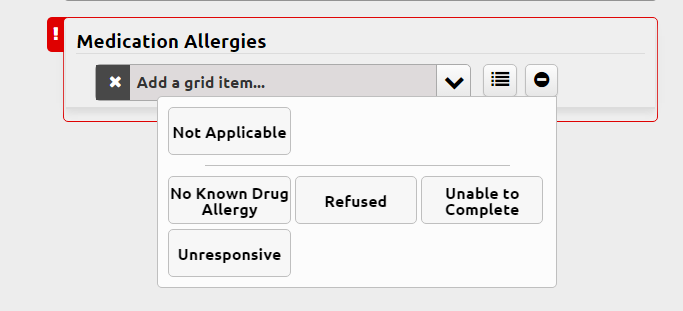 !
Medication Allergies
Add a grid item...
Not Applicable
No Known Drug
Allergy
Refused
Unable to
Complete
Unresponsive